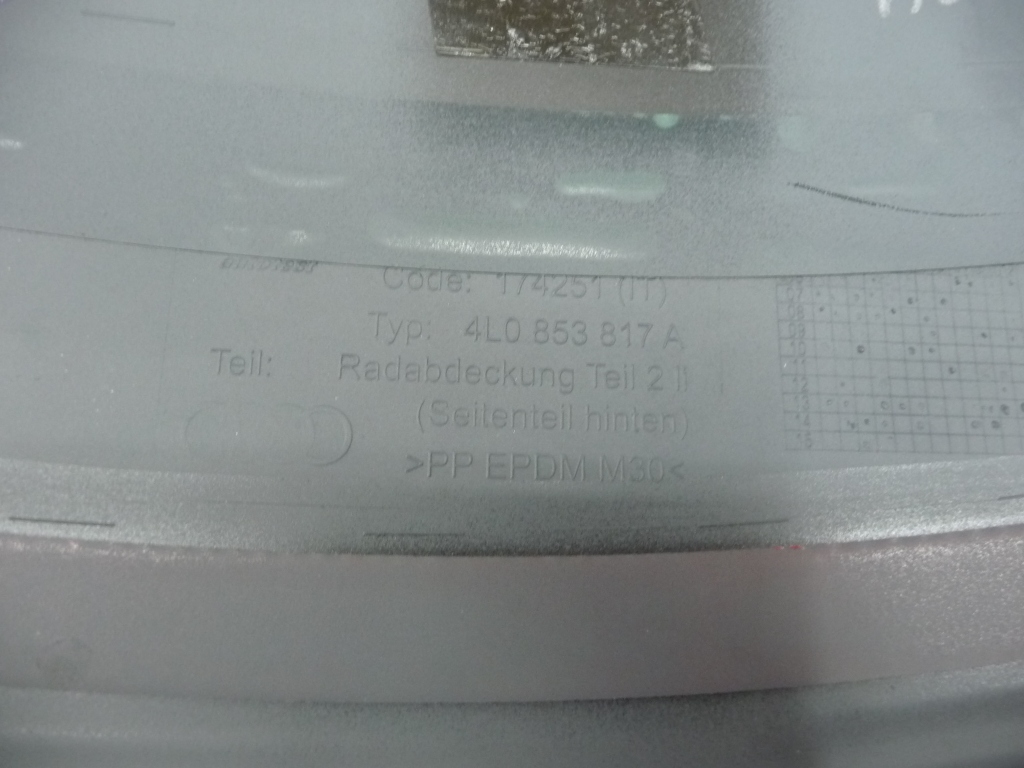 Code: 174251 (IT)
Typ: 4L0 853 817 A
Teil: Radabdeckung Teil 2 li
(Seitenteil hinten)
>PP EPDM M30<